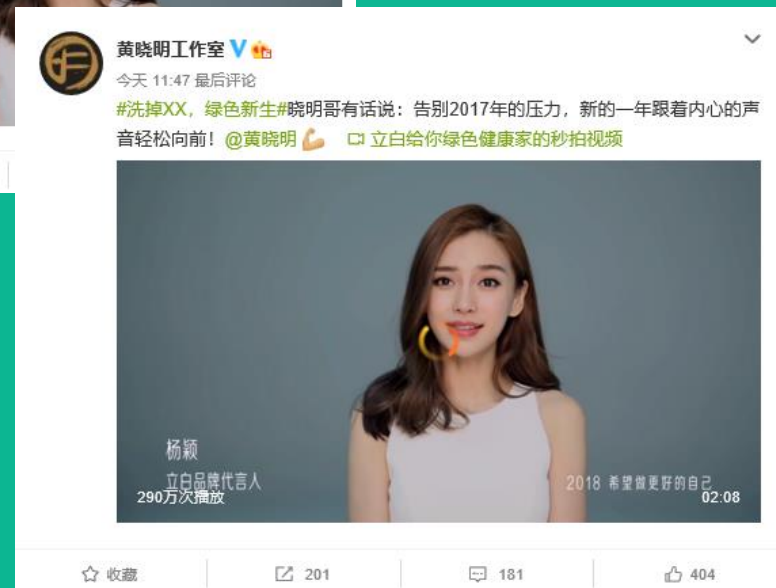 黄晓明工作室
今天 11:47 最后评论
#洗掉XX，绿色新生#晓明哥有话说：告别2017年的压力，新的一年跟着内心的声
音轻松向前！@黄晓明 立白给你绿色健康家的秒拍视频
杨颖
立白品牌代言人
290万次播放
2018 希望做更好的自己
02:08
收藏
201
181
404